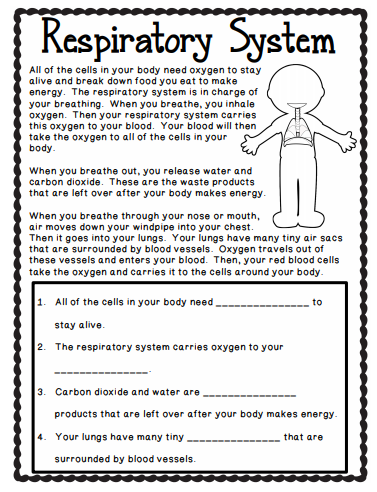 Respiratory System
All of the cells in your body need oxygen to stay
alive and break down food you eat to make
energy. The respiratory system is in charge of
your breathing. When you breathe, you inhale
oxygen. Then your respiratory system carries
this oxygen to your blood. Your blood will then
take the oxygen to all of the cells in your
body.
When you breathe out, you release water and
carbon dioxide. These are the waste products
that are left over after your body makes energy.
When you breathe through your nose or mouth,
air moves down your windpipe into your chest.
Then it goes into your lungs. Your lungs have many tiny air sacs
that are surrounded by blood vessels. Oxygen travels out of
these vessels and enters your blood. Then, your red blood cells
take the oxygen and carries it to the cells around your body.
1. All of the cells in your body need _______________ to
stay alive.
2. The respiratory system carries oxygen to your
_______________.
3. Carbon dioxide and water are _______________
products that are left over after your body makes energy.
4. Your lungs have many tiny _______________ that are
surrounded by blood vessels.